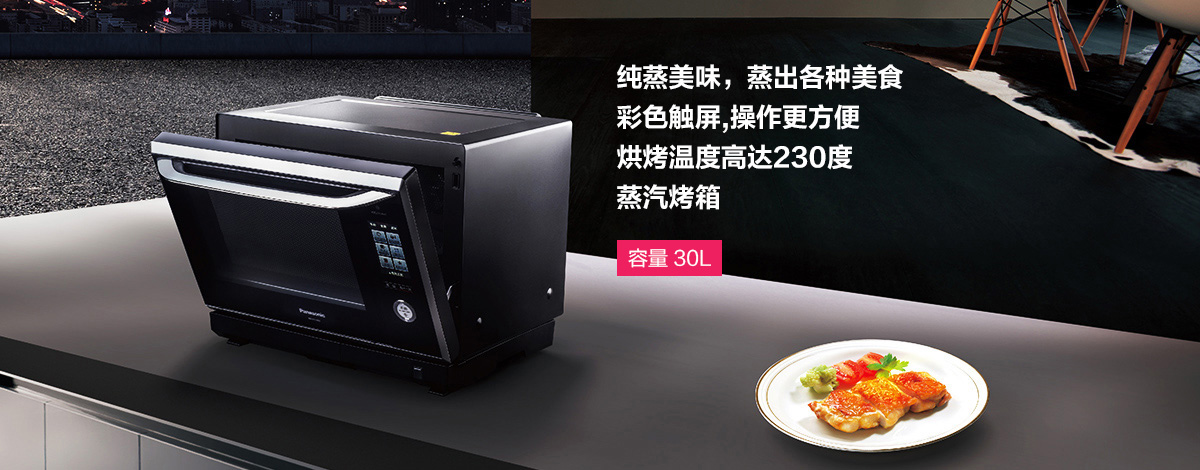 纯蒸美味，蒸出各种美食
彩色触屏,操作更方便
烘烤温度高达230度
蒸汽烤箱
容量 30L
Panasonic